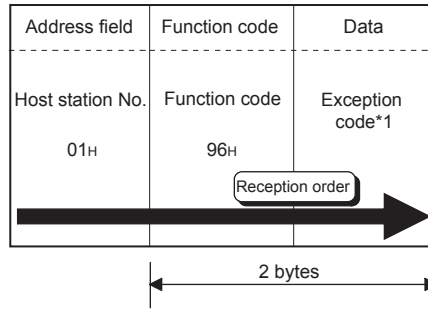 Address field Function code Data
Host station No. Function code Exception
code*1
01H 96H
Reception order
2 bytes